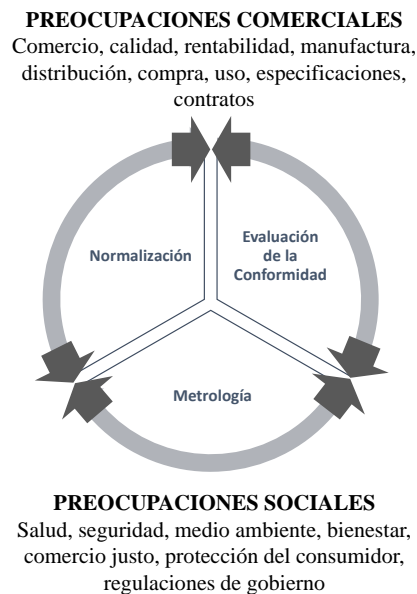 PREOCUPACIONES COMERCIALES
Comercio, calidad, rentabilidad, manufactura,
distribución, compra, uso, especificaciones,
contratos
Normalización
Evaluación
de la
Conformidad
Metrología
PREOCUPACIONES SOCIALES
Salud, seguridad, medio ambiente, bienestar,
comercio justo, protección del consumidor,
regulaciones de gobierno